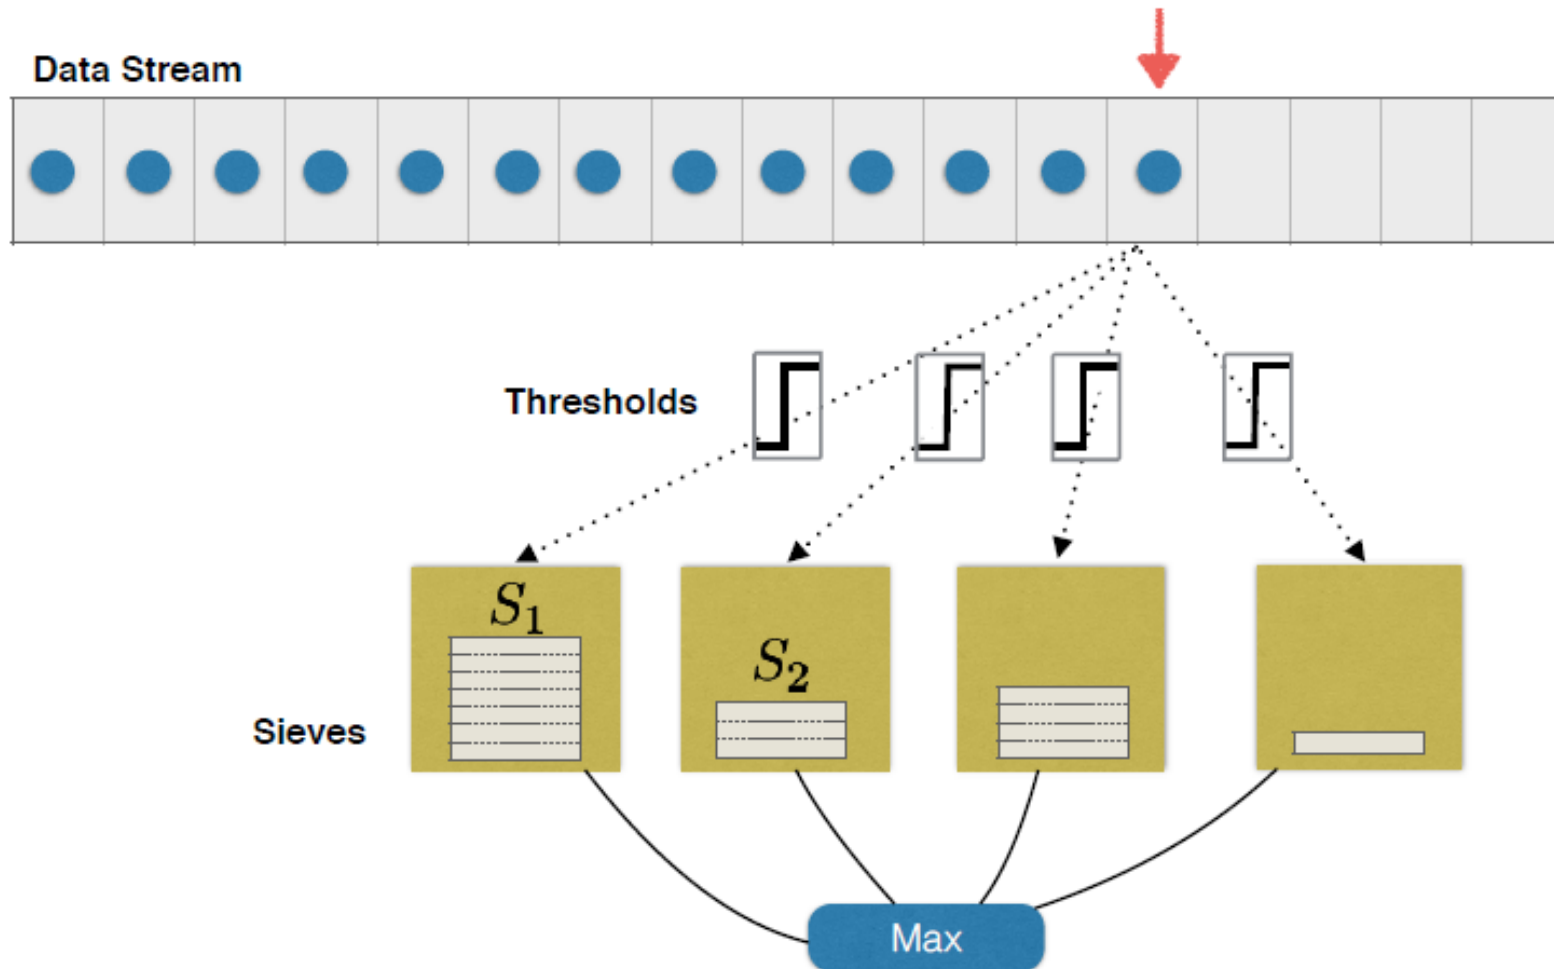 Data Stream
Thresholds
S1
S2
Sieves
Max